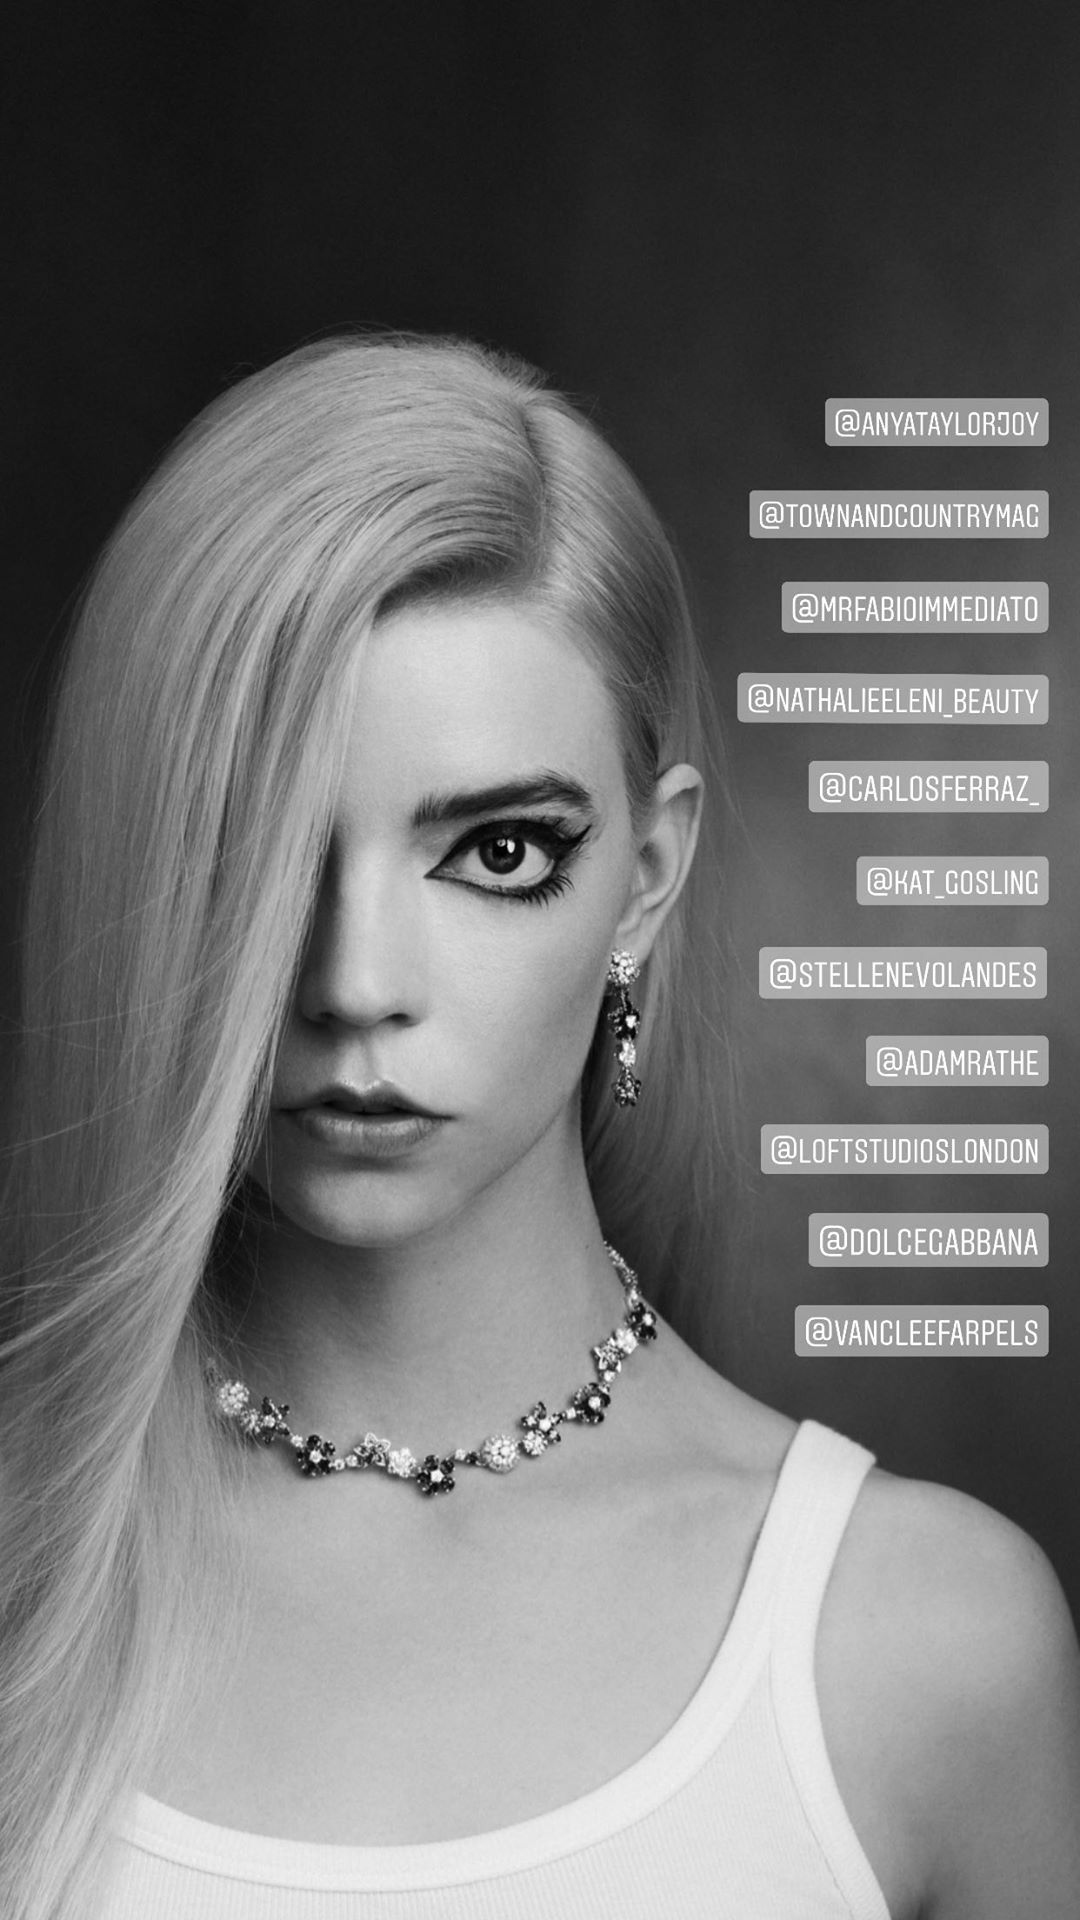 @ANYATAYLORJOY
@TOWNANDCOUNTRYMAG
@MRFABIOIMMEDIATO
@NATHALIEELENI_BEAUTY
@CARLOSFERRAZ_
@KAT_GOSLING
@STELLENEVOLANDES
@ADAMRATHE
@LOFTSTUDIOSLONDON
@DOLCEGABBANA
@VANCLEEFARPELS